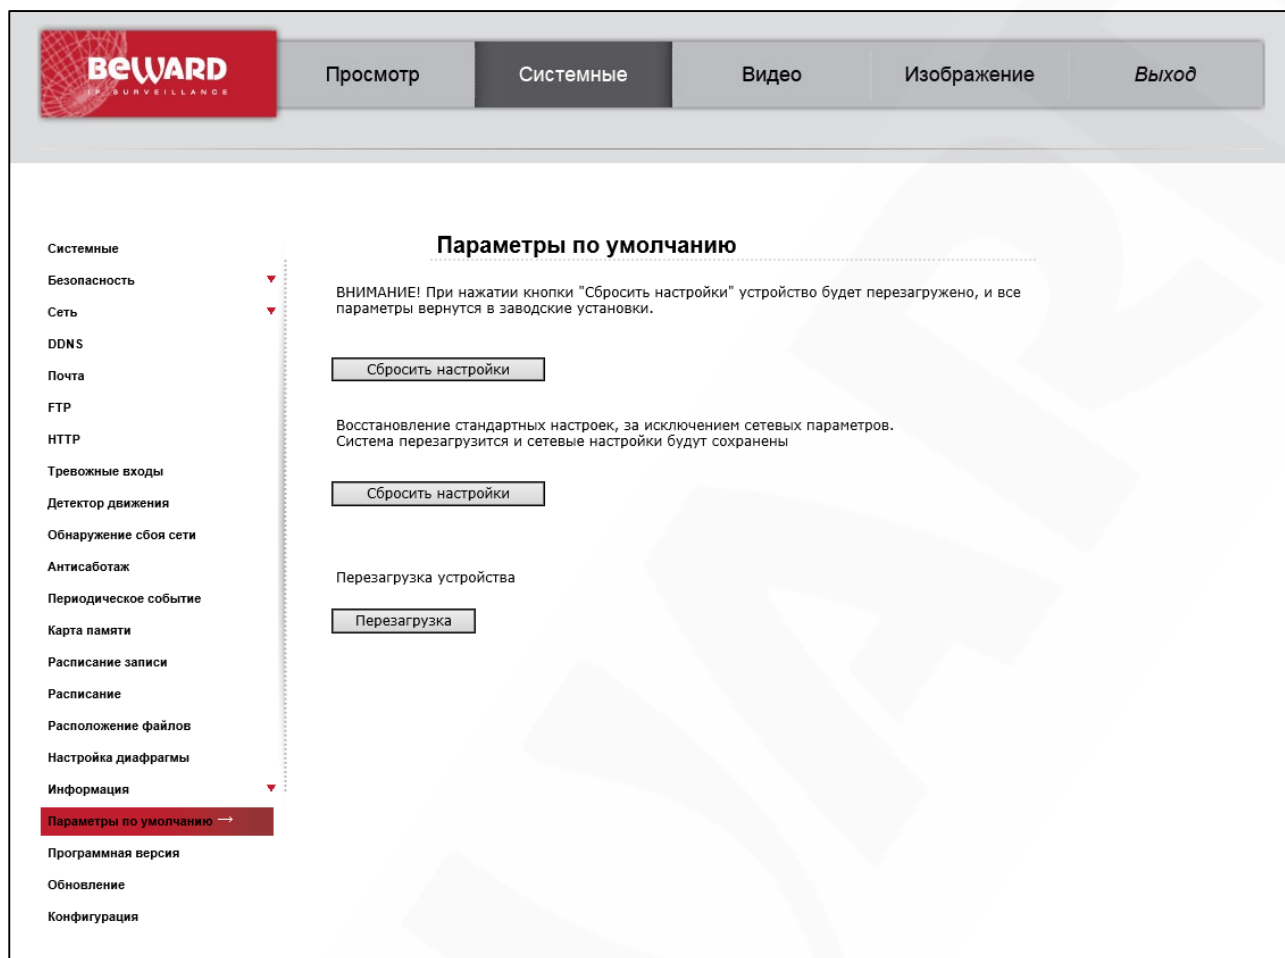 BEWARD
IP SURVEILLANCE
Просмотр
Системные
Видео
Изображение
Выход
Системные
Безопасность
Сеть
DDNS
Почта
FTP
HTTP
Тревожные входы
Детектор движения
Обнаружение сбоя сети
Антисаботаж
Периодическое событие
Карта памяти
Расписание записи
Расписание
Расположение файлов
Настройка диафрагмы
Информация
Параметры по умолчанию →
Программная версия
Обновление
Конфигурация
Параметры по умолчанию
ВНИМАНИЕ! При нажатии кнопки "Сбросить настройки" устройство будет перезагружено, и все
параметры вернутся в заводские установки.
Сбросить настройки
Восстановление стандартных настроек, за исключением сетевых параметров.
Система перезагрузится и сетевые настройки будут сохранены
Сбросить настройки
Перезагрузка устройства
Перезагрузка